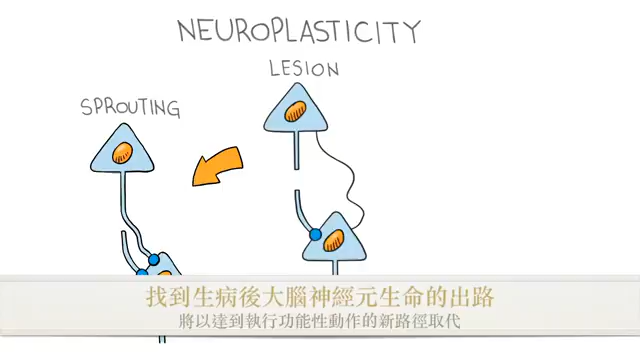 NEUROPLASTICITY
LESION
SPROUTING
找到生病後大腦神經元生命的出路
將以達到執行功能性動作的新路徑取代